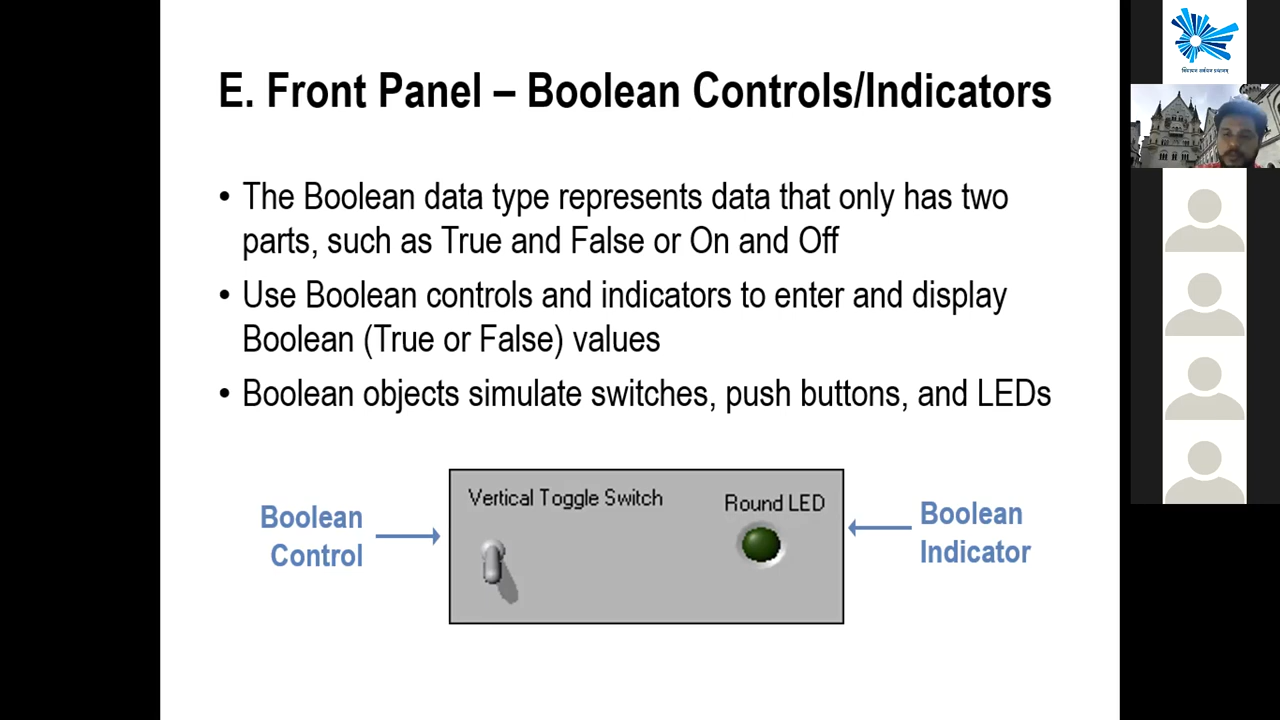 E. Front Panel – Boolean Controls/Indicators
• The Boolean data type represents data that only has two
parts, such as True and False or On and Off
• Use Boolean controls and indicators to enter and display
Boolean (True or False) values
• Boolean objects simulate switches, push buttons, and LEDs
Boolean
Control
Vertical Toggle Switch
Round LED
Boolean
Indicator